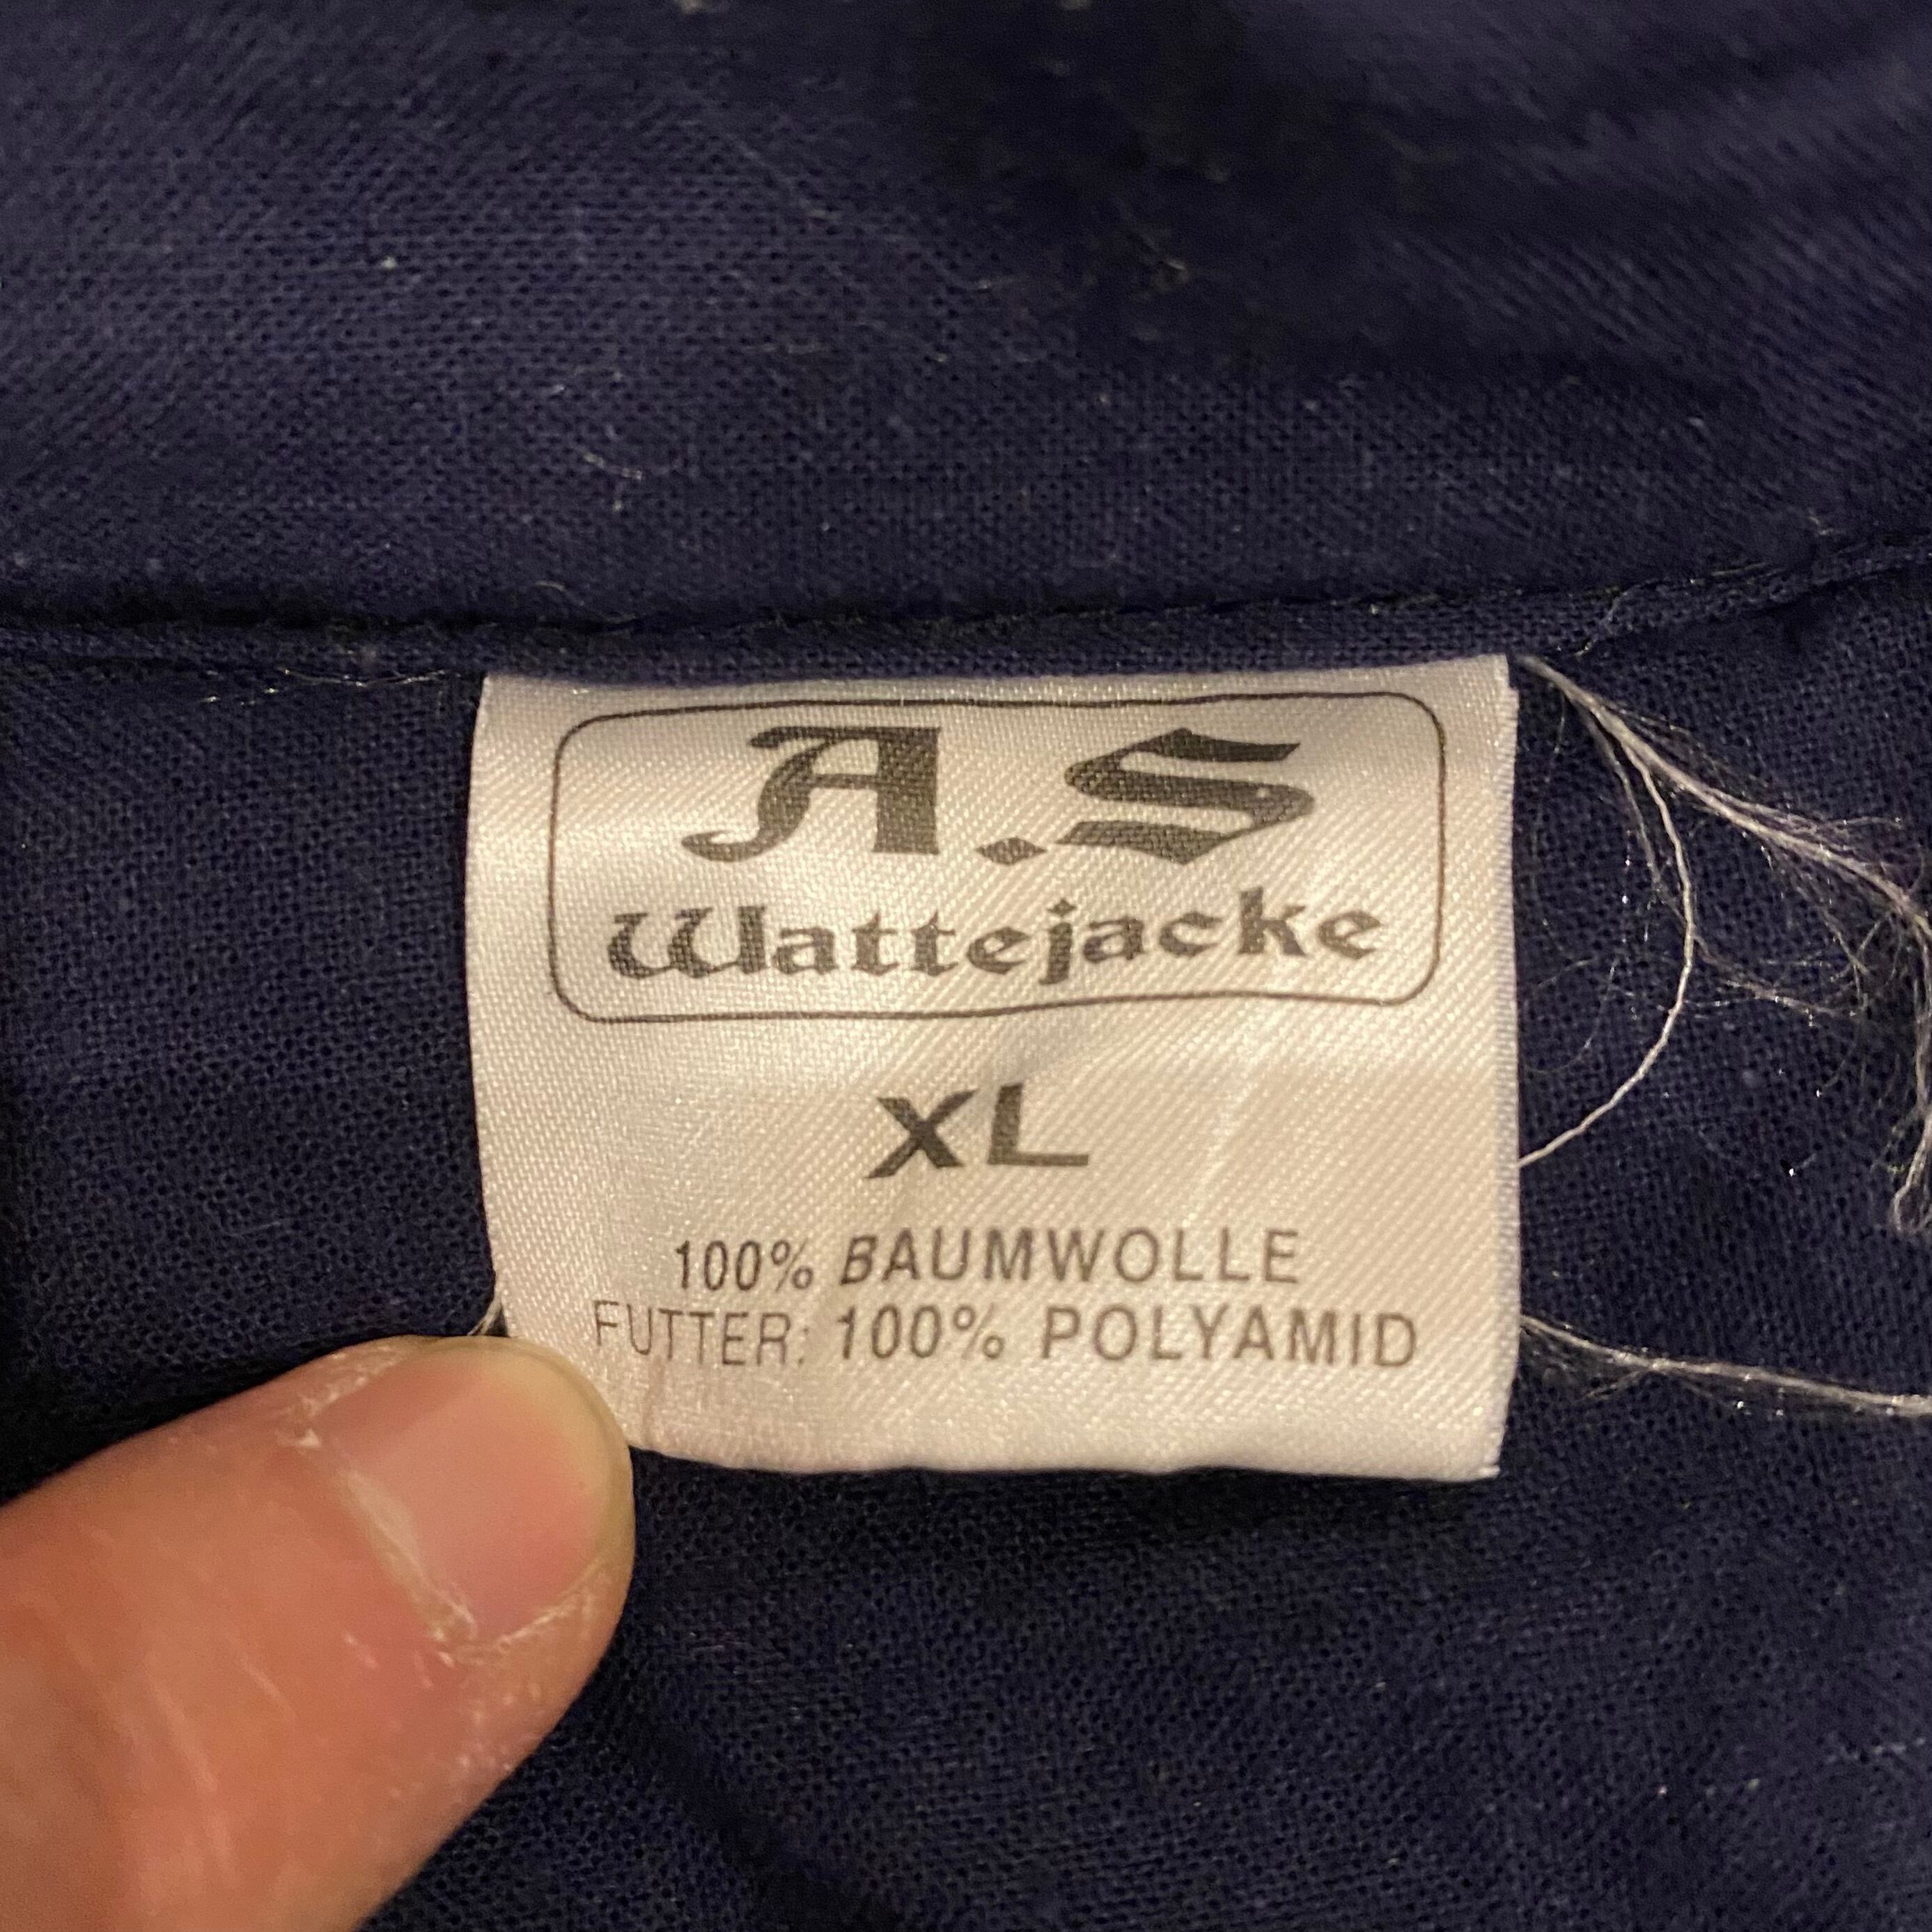 A.S
Wattejacke
XL
100% BAUMWOLLE
FUTTER: 100% POLYAMID